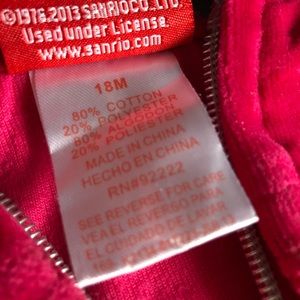 ©1976,2013 SANRIO CO.,LTD.
Used under License.
www.sanrio.com
18M
80% COTTON
20% POLYESTER
80% ALGODON
20% POLIESTER
MADE IN CHINA
HECHO EN CHINA
RN#92222
SEE REVERSE FOR CARE
VEA EL REVERSO PARA
EL CUIDADO DE LAVAR